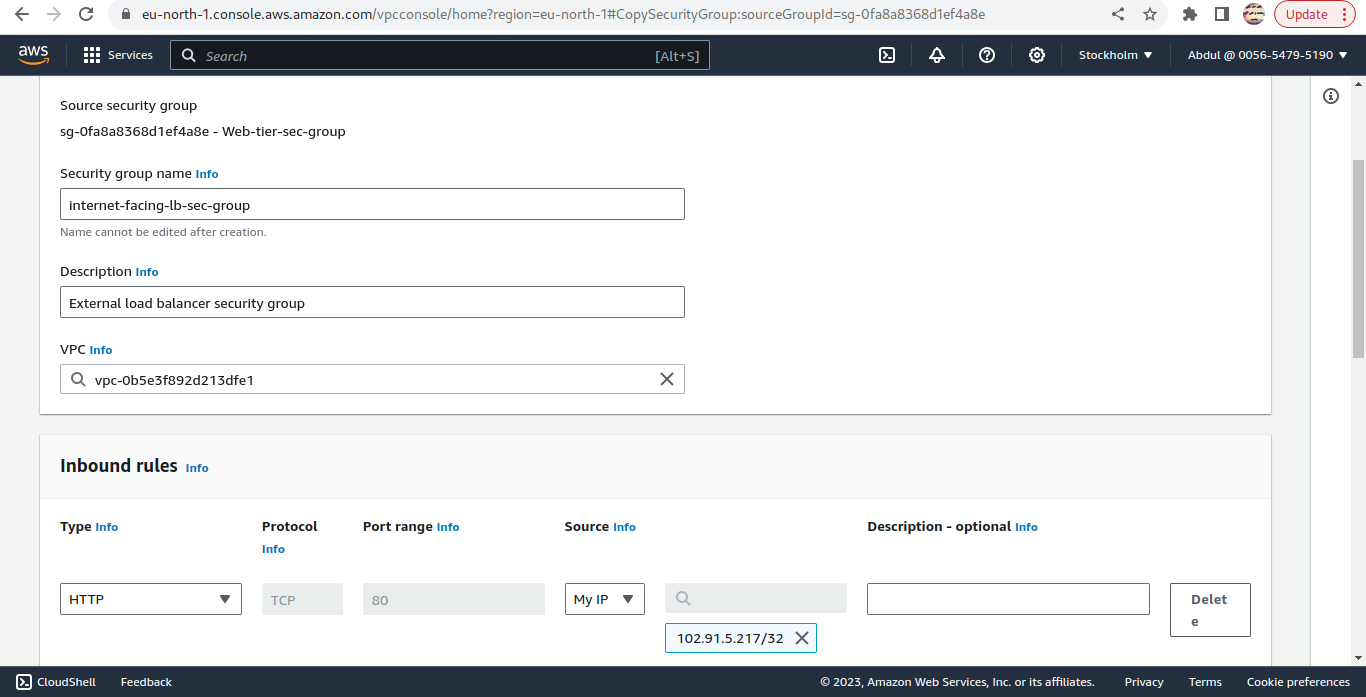 eu-north-1.console.aws.amazon.com/vpcconsole/home?region=eu-north-1#CopySecurityGroup:sourceGroupId=sg-0fa8a8368d1ef4a8e
Update
aws
Services
Search
[Alt+S]
Stockholm
Abdul @ 0056-5479-5190
Source security group
sg-0fa8a8368d1ef4a8e - Web-tier-sec-group
Security group name Info
internet-facing-lb-sec-group
Name cannot be edited after creation.
Description Info
External load balancer security group
VPC Info
vpc-0b5e3f892d213dfe1
Inbound rules Info
Type Info
Protocol
Info
Port range Info
Source Info
Description - optional Info
HTTP
TCP
80
My IP
Delet
e
102.91.5.217/32
CloudShell
Feedback
© 2023, Amazon Web Services, Inc. or its affiliates.
Privacy
Terms
Cookie preferences